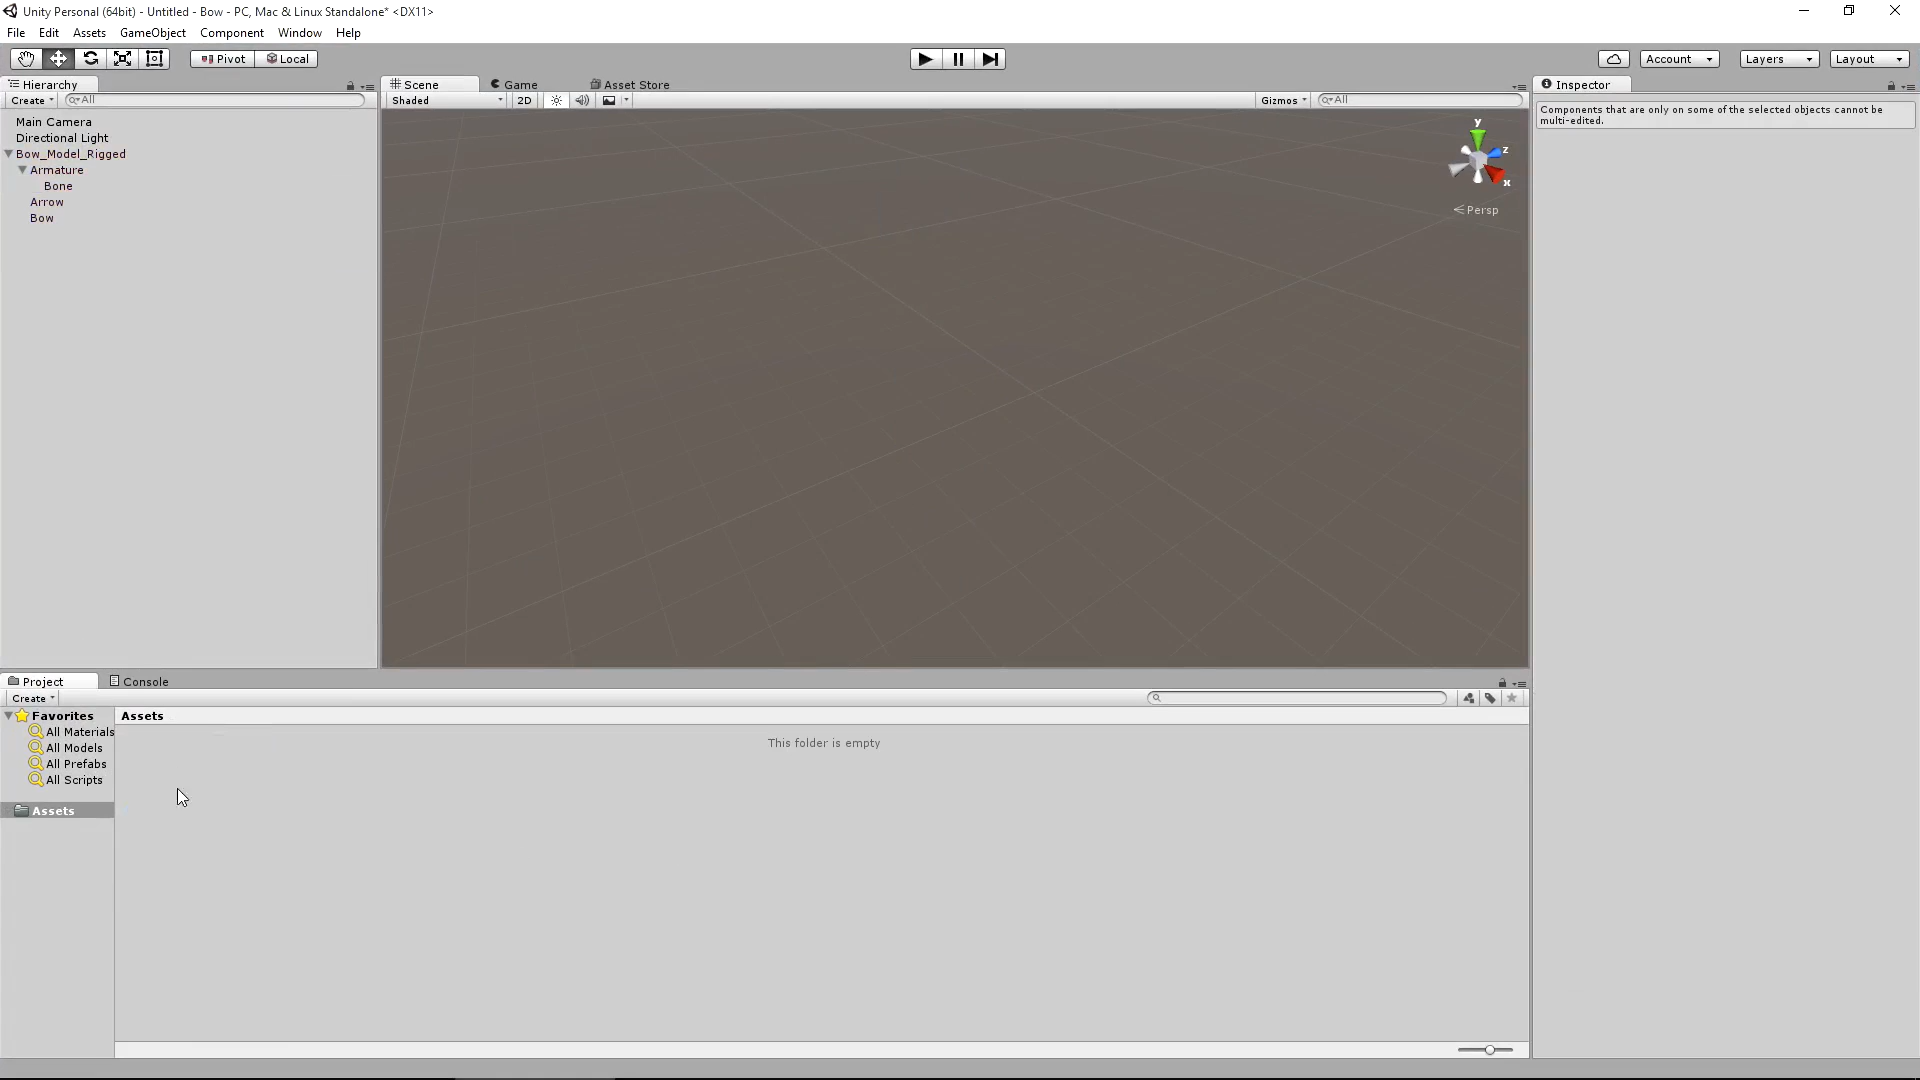 Unity Personal (64bit) - Untitled - Bow - PC, Mac & Linux Standalone* <DX11>
File Edit Assets GameObject Component Window Help
Pivot Local Account Layers Layout
Hierarchy
Create All
Main Camera
Directional Light
Bow_Model_Rigged
Armature
Bone
Arrow
Bow
Scene Game Asset Store
Shaded 2D Gizmos All
y
z
x
Persp
Inspector
Components that are only on some of the selected objects cannot be
multi-edited.
Project Console
Create
Favorites
All Materials
All Models
All Prefabs
All Scripts
Assets
Assets
This folder is empty